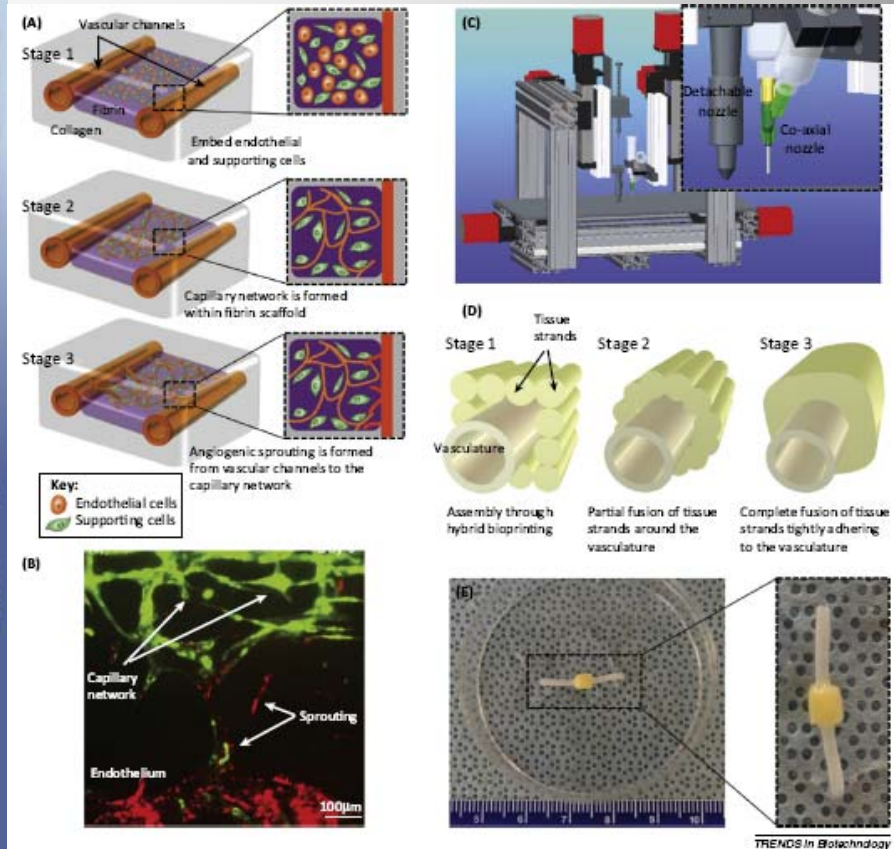 (A)
Vascular channels
Stage 1
Fibrin
Collagen
Embed endothelial
and supporting cells
Stage 2
Capillary network is formed
within fibrin scaffold
Stage 3
Angiogenic sprouting is formed
from vascular channels to the
capillary network
Key:
Endothelial cells
Supporting cells
(B)
Capillary
network
Sprouting
Endothelium
100µm
(C)
Detachable
nozzle
Co-axial
nozzle
(D)
Tissue
strands
Stage 1
Stage 2
Stage 3
Vasculature
Assembly through
hybrid bioprinting
Partial fusion of tissue
strands around the
vasculature
Complete fusion of tissue
strands tightly adhering
to the vasculature
(E)
5 6 7 8 9 10
TRENDS in Biotechnology